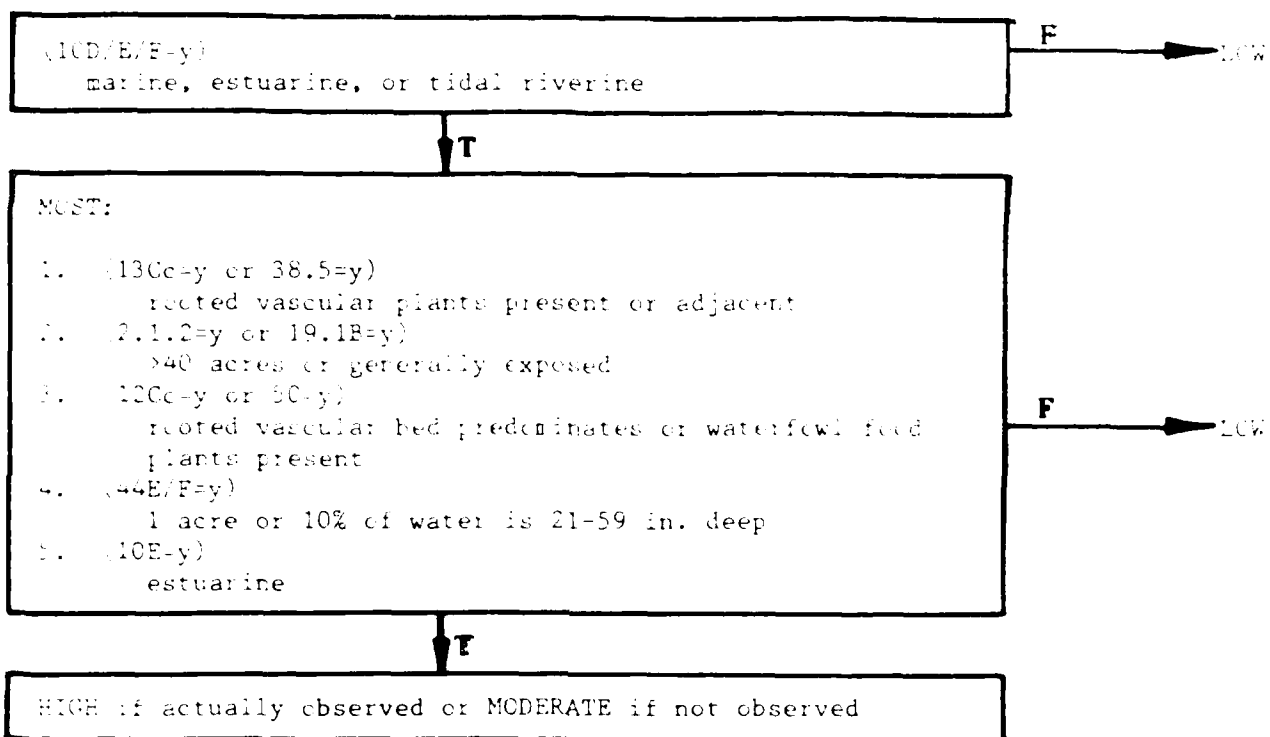 (10D/E/F=y) F LOW
marine, estuarine, or tidal riverine
T
MOST:
1. (13Cc=y or 38.5=y)
rooted vascular plants present or adjacent
2. (2.1.2=y or 19.1B=y)
>40 acres or generally exposed
3. (12Cc=y or 50=y)
rooted vascular bed predominates or waterfowl food F LOW
plants present
4. (44E/F=y)
1 acre or 10% of water is 21-59 in. deep
5. (10E=y)
estuarine
T
HIGH if actually observed or MODERATE if not observed